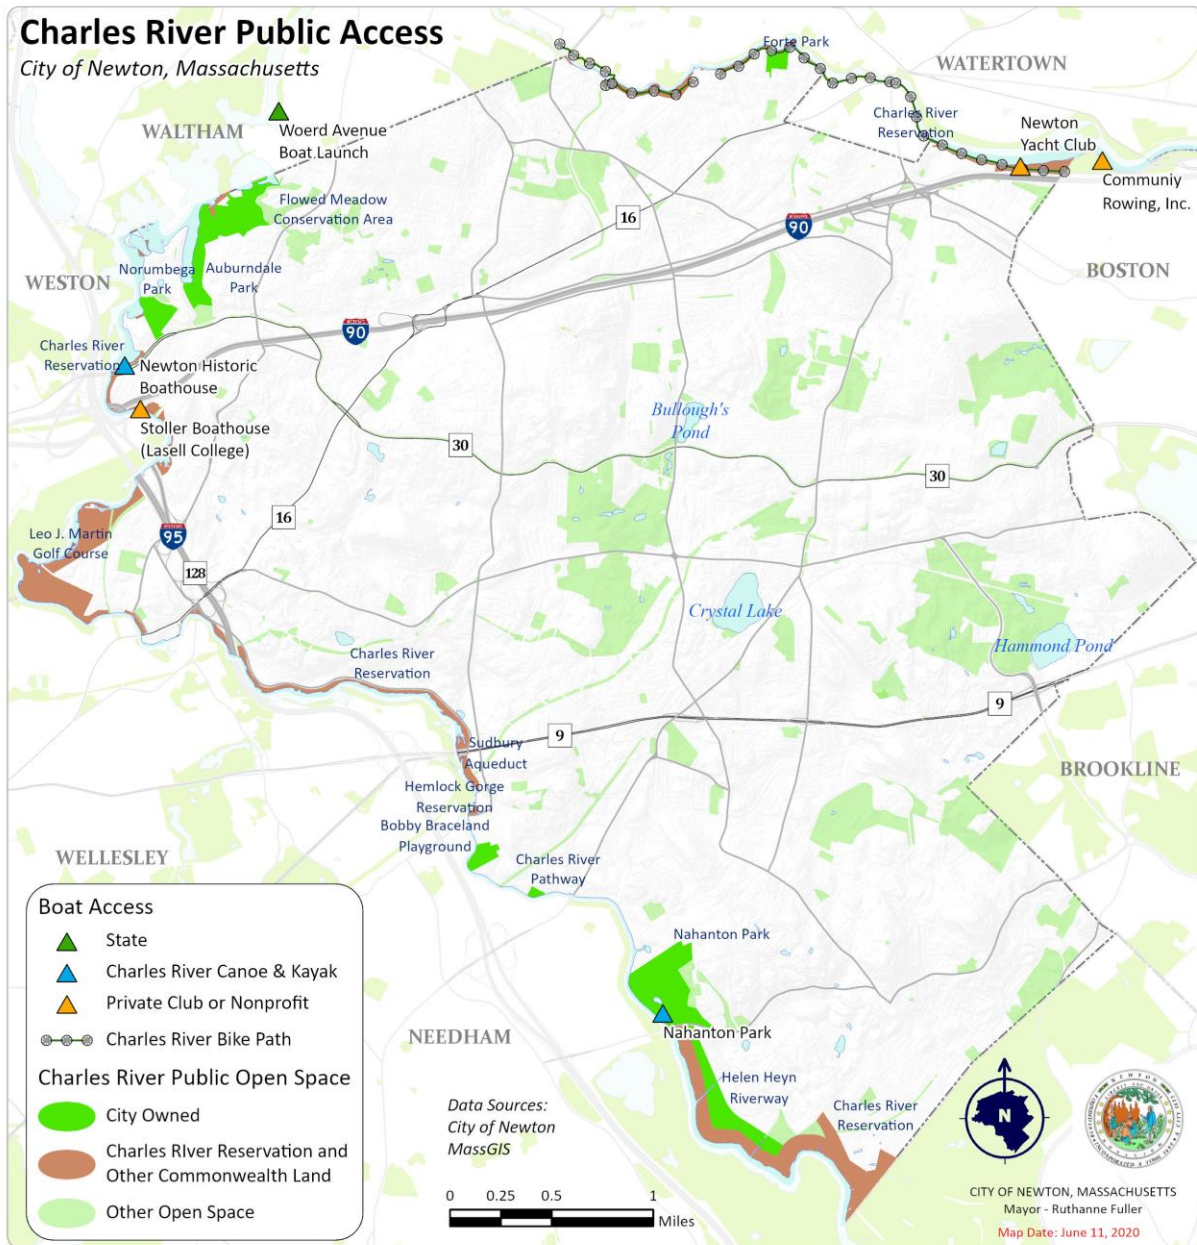 Charles River Public Access
City of Newton, Massachusetts
Forte Park
WATERTOWN
WALTHAM
Woerd Avenue
Boat Launch
Charles River
Reservation
Newton
Yacht Club
Communiy
Rowing, Inc.
Flowed Meadow
Conservation Area
16
90
WESTON
Norumbega
Park
Auburndale
Park
BOSTON
90
Charles River
Reservation
Newton Historic
Boathouse
Stoller Boathouse
(Lasell College)
Bullough's
Pond
30
30
16
Leo J. Martin
Golf Course
95
128
Crystal Lake
Hammond Pond
Charles River
Reservation
9
9
Sudbury
Aqueduct
Hemlock Gorge
Reservation
Bobby Braceland
Playground
BROOKLINE
WELLESLEY
Charles River
Pathway
Nahanton Park
Nahanton Park
NEEDHAM
Helen Heyn
Riverway
Charles River
Reservation
Boat Access
State
Charles River Canoe & Kayak
Private Club or Nonprofit
Charles River Bike Path
Charles River Public Open Space
City Owned
Charles RIver Reservation and
Other Commonwealth Land
Other Open Space
Data Sources:
City of Newton
MassGIS
0 0.25 0.5 1
Miles
N
CITY OF NEWTON, MASSACHUSETTS
Mayor - Ruthanne Fuller
Map Date: June 11, 2020